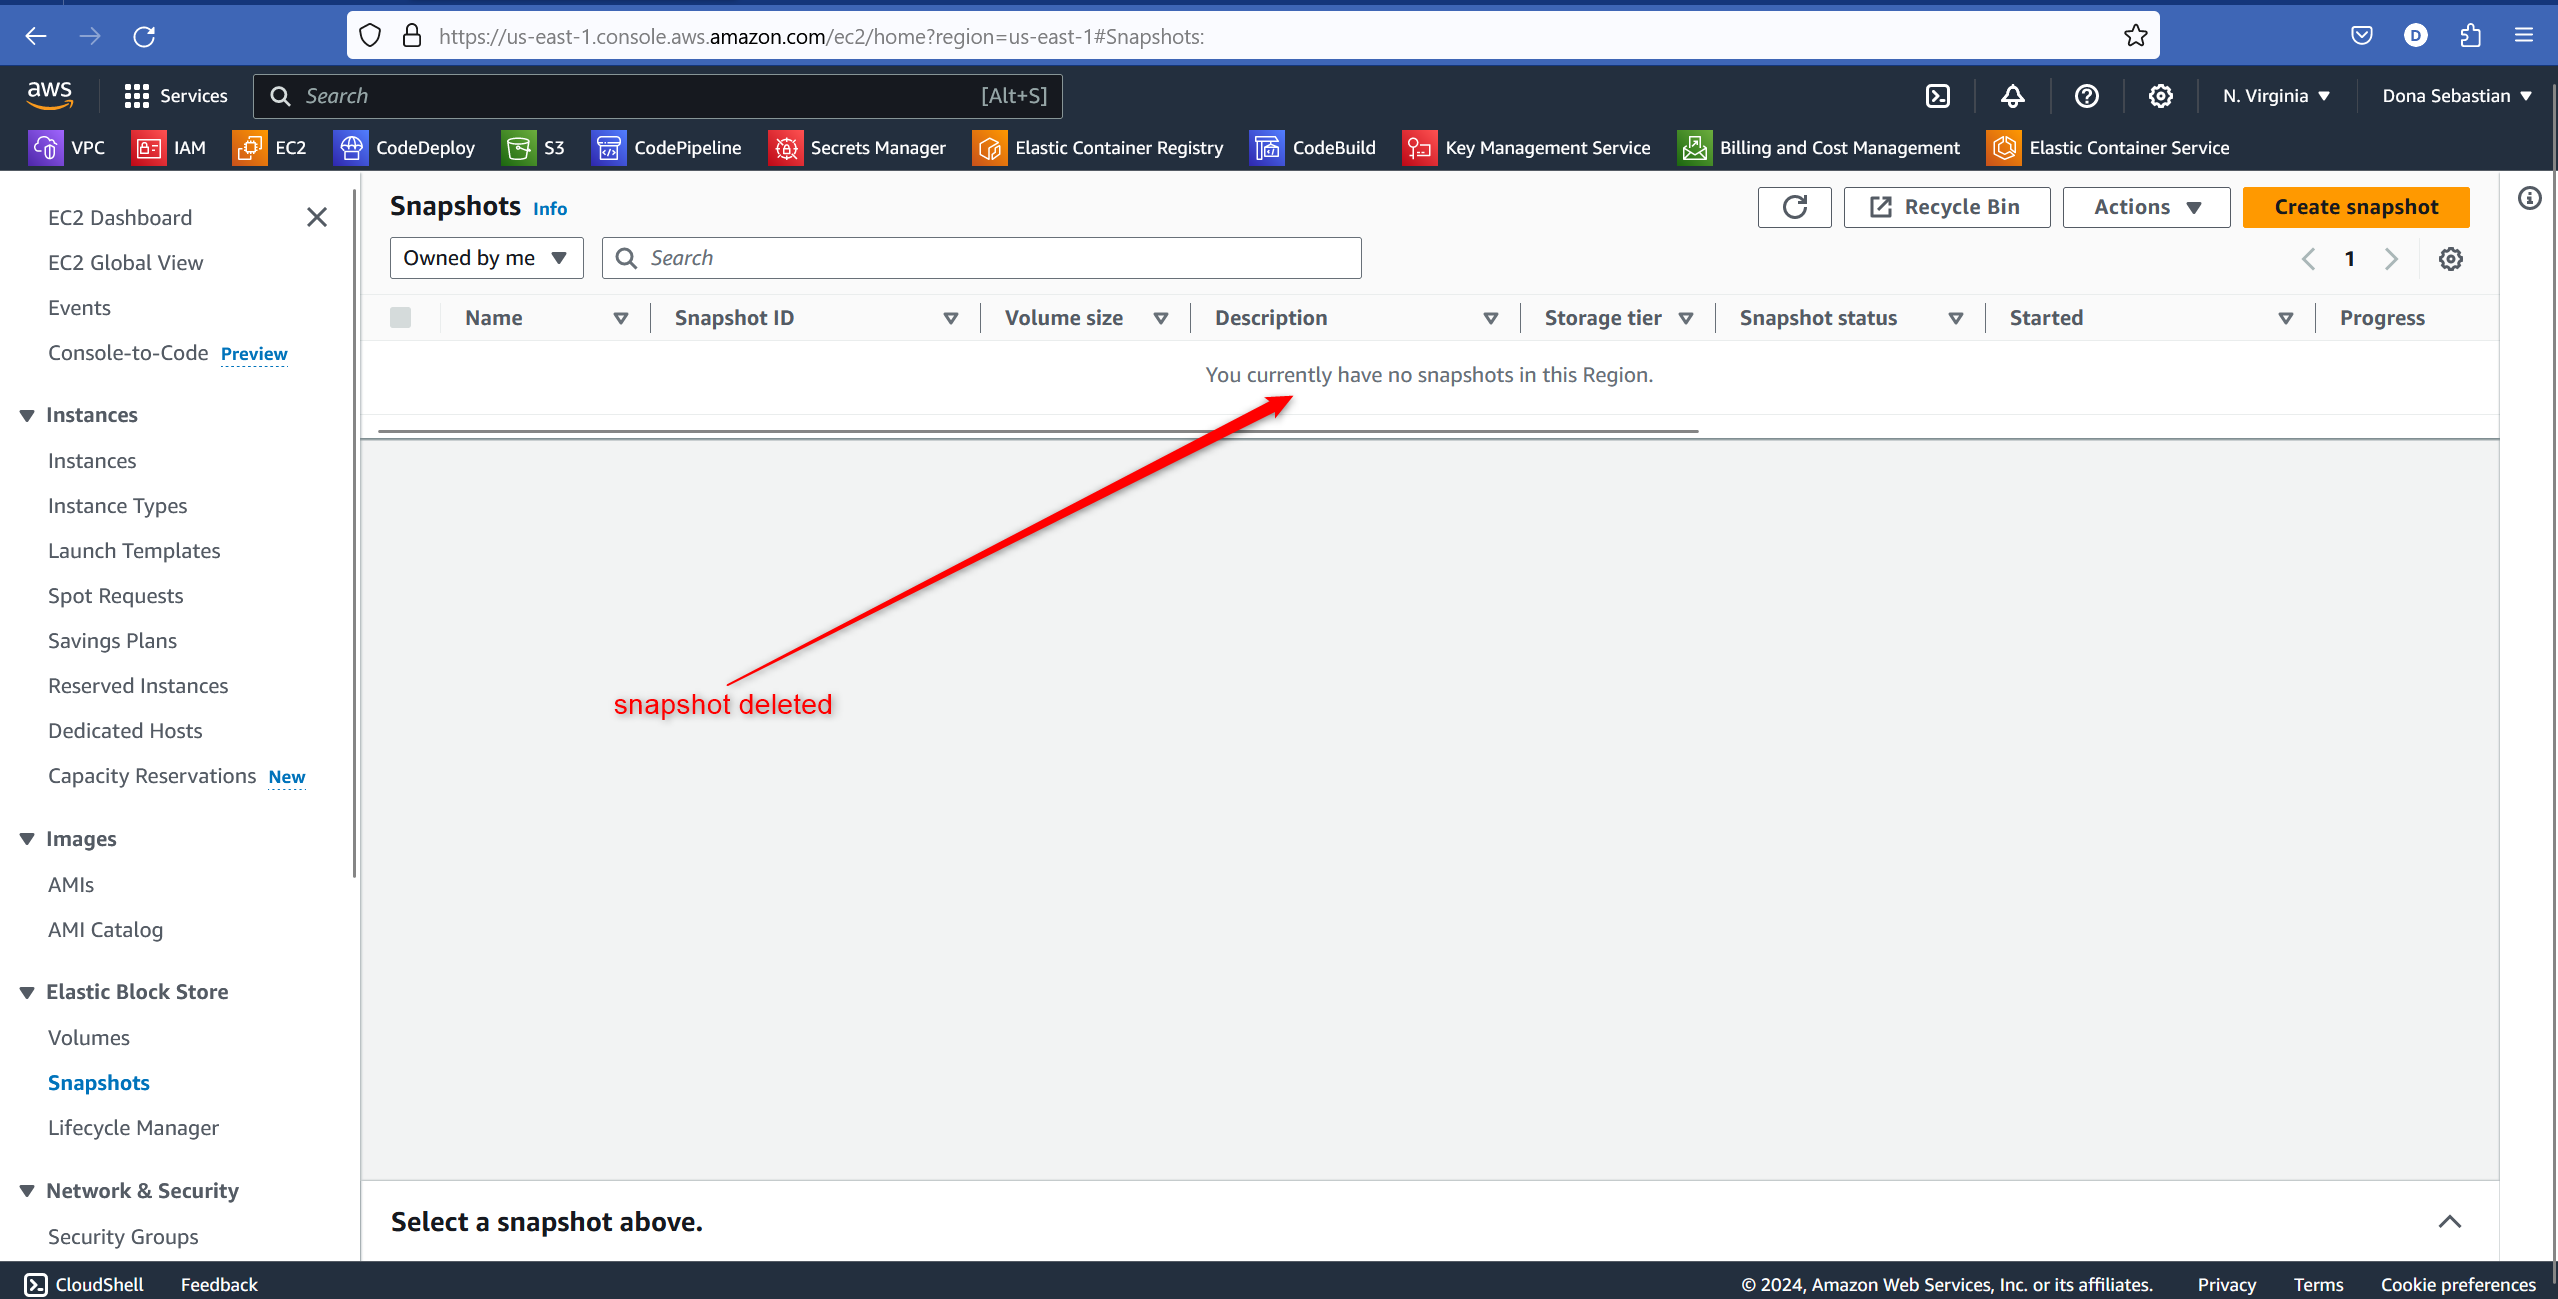 https://us-east-1.console.aws.amazon.com/ec2/home?region=us-east-1#Snapshots:
D
aws
Services
Search
[Alt+S]
N. Virginia
Dona Sebastian
VPC
IAM
EC2
CodeDeploy
S3
CodePipeline
Secrets Manager
Elastic Container Registry
CodeBuild
Key Management Service
Billing and Cost Management
Elastic Container Service
EC2 Dashboard
EC2 Global View
Events
Console-to-Code Preview
Instances
Instances
Instance Types
Launch Templates
Spot Requests
Savings Plans
Reserved Instances
Dedicated Hosts
Capacity Reservations New
Images
AMIs
AMI Catalog
Elastic Block Store
Volumes
Snapshots
Lifecycle Manager
Network & Security
Security Groups
Snapshots Info
Recycle Bin
Actions
Create snapshot
Owned by me
Search
1
Name
Snapshot ID
Volume size
Description
Storage tier
Snapshot status
Started
Progress
You currently have no snapshots in this Region.
snapshot deleted
Select a snapshot above.
CloudShell
Feedback
© 2024, Amazon Web Services, Inc. or its affiliates.
Privacy
Terms
Cookie preferences